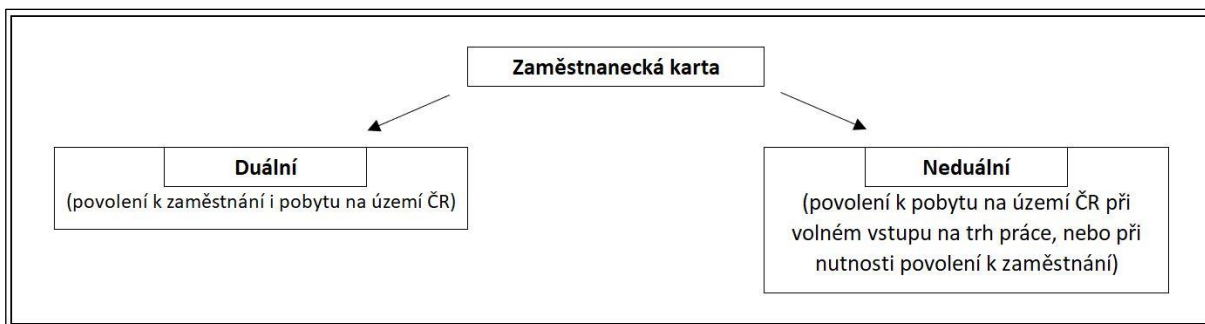 Zaměstnanecká karta
Duální
(povolení k zaměstnání i pobytu na území ČR)
Neduální
(povolení k pobytu na území ČR při
volném vstupu na trh práce, nebo při
nutnosti povolení k zaměstnání)